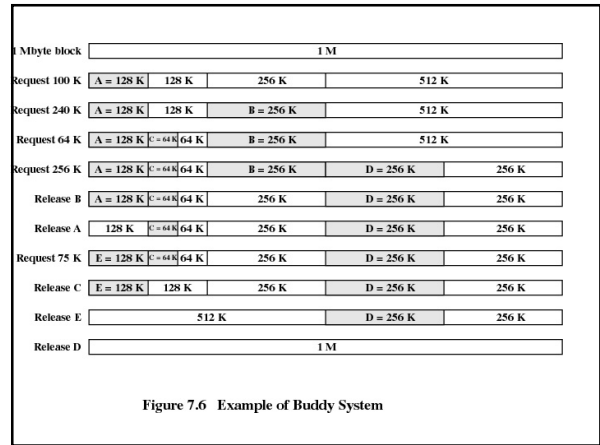 1 Mbyte block 1 M
Request 100 K A = 128 K 128 K 256 K 512 K
Request 240 K A = 128 K 128 K B = 256 K 512 K
Request 64 K A = 128 K C = 64 K 64 K B = 256 K 512 K
Request 256 K A = 128 K C = 64 K 64 K B = 256 K D = 256 K 256 K
Release B A = 128 K C = 64 K 64 K 256 K D = 256 K 256 K
Release A 128 K C = 64 K 64 K 256 K D = 256 K 256 K
Request 75 K E = 128 K C = 64 K 64 K 256 K D = 256 K 256 K
Release C E = 128 K 128 K 256 K D = 256 K 256 K
Release E 512 K D = 256 K 256 K
Release D 1 M
Figure 7.6 Example of Buddy System